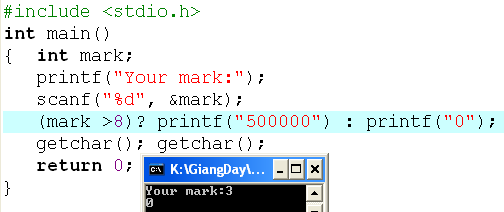 #include <stdio.h>
int main()
{  int mark;
   printf("Your mark:");
   scanf("%d", &mark);
   (mark >8)? printf("500000") : printf("0");
   getchar(); getchar();
   return 0;
}
K:\GiangDay\...
Your mark:3
0